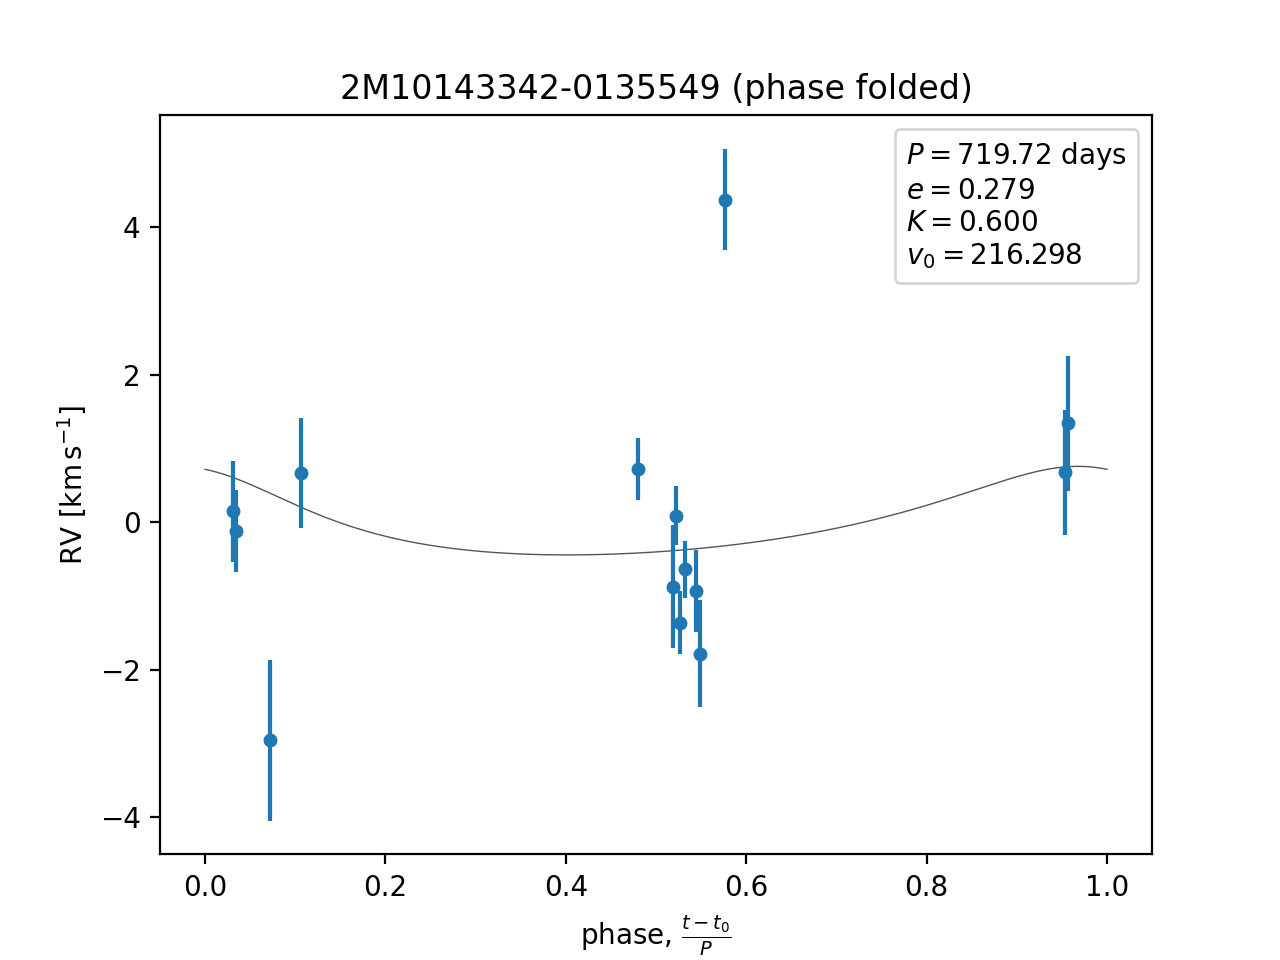 2M10143342-0135549 (phase folded)
P = 719.72 days
e = 0.279
K = 0.600
v₀ = 216.298
4
2
0
−2
−4
RV [km s⁻¹]
0.0 0.2 0.4 0.6 0.8 1.0
phase, (t − t₀)/P